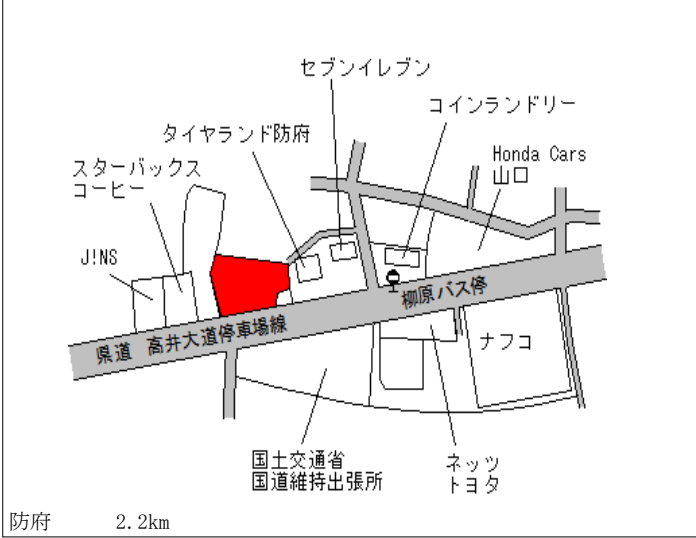 セブンイレブン
コインランドリー
タイヤランド防府
Honda Cars
山口
スターバックス
コーヒー
J!NS
柳原バス停
県道 高井大道停車場線
ナフコ
国土交通省
国道維持出張所
ネッツ
トヨタ
防府 2.2km